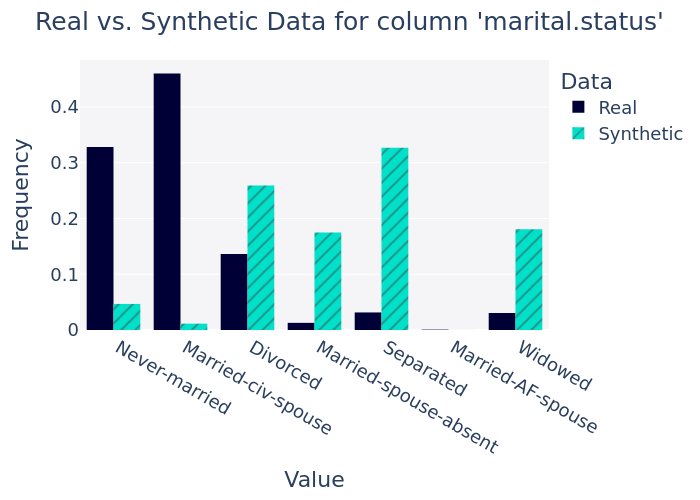 Real vs. Synthetic Data for column 'marital.status'
Data
Real
Synthetic
Frequency
0.4
0.3
0.2
0.1
0
Never-married
Married-civ-spouse
Divorced
Married-spouse-absent
Separated
Married-AF-spouse
Widowed
Value